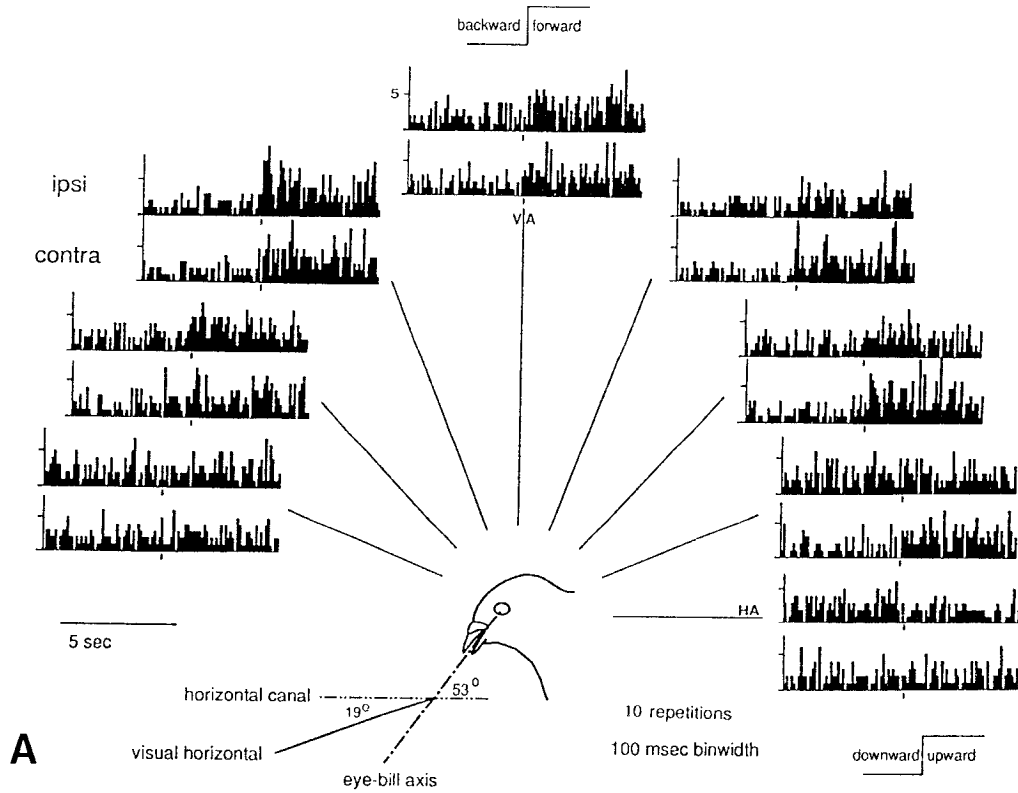 backward forward
5
ipsi
contra
VA
HA
5 sec
horizontal canal
53°
19°
visual horizontal
eye-bill axis
10 repetitions
100 msec binwidth
downward upward
A